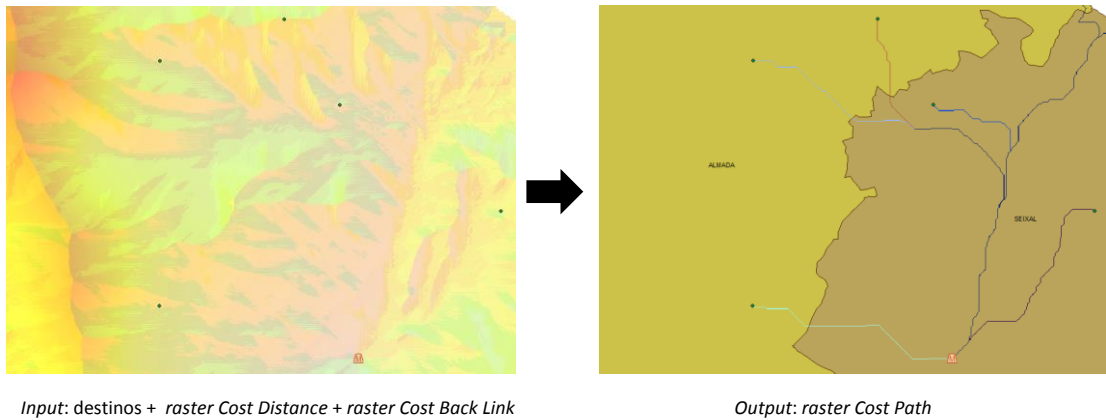 ALMADA
SEIXAL
Input: destinos + raster Cost Distance + raster Cost Back Link
Output: raster Cost Path